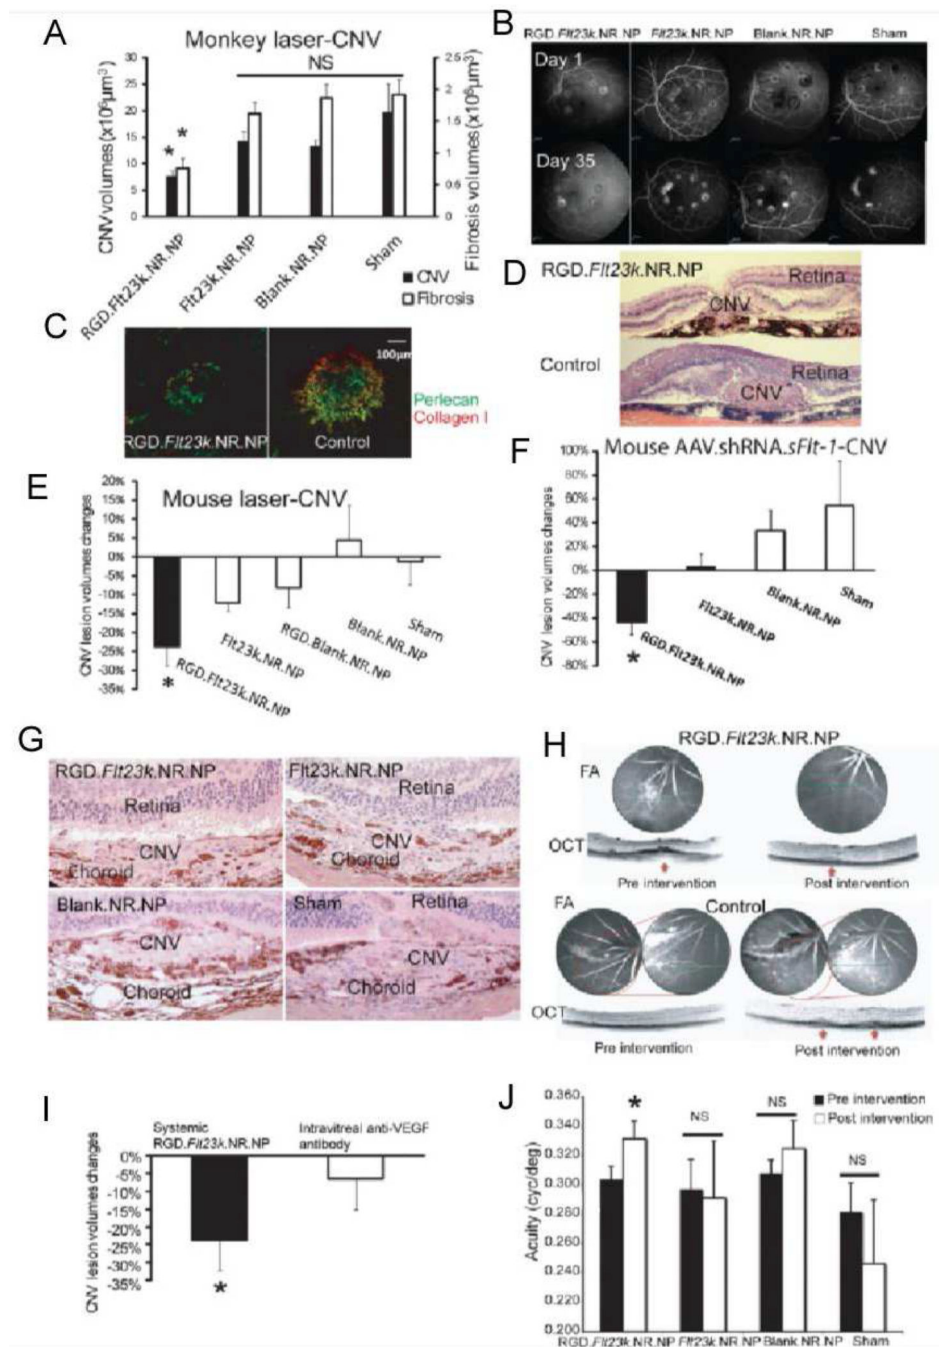 A
Monkey laser-CNV
NS
CNV volumes (x10⁶µm³)
30
25
20
15
10
5
0
* *
2.5
2
1.5
1
0.5
0
RGD.Flt23k.NR.NP
Flt23k.NR.NP
Blank.NR.NP
Sham
CNV
Fibrosis
B
RGD.Flt23k.NR.NP Flt23k.NR.NP Blank.NR.NP Sham
Day 1
Day 35
C
100µm
Perlecan
Collagen I
RGD.Flt23k.NR.NP
Control
D
RGD.Flt23k.NR.NP
Retina
CNV
Control
Retina
CNV
E
Mouse laser-CNV
CNV lesion volumes changes
20%
15%
10%
5%
0%
-5%
-10%
-15%
-20%
-25%
-30%
-35%
*
RGD.Flt23k.NR.NP
Flt23k.NR.NP
RGD.Blank.NR.NP
Blank.NR.NP
Sham
F
Mouse AAV.shRNA.sFlt-1-CNV
CNV lesion volumes changes
100%
80%
60%
40%
20%
0%
-20%
-40%
-60%
-80%
*
RGD.Flt23k.NR.NP
Flt23k.NR.NP
Blank.NR.NP
Sham
G
RGD.Flt23k.NR.NP
Retina
CNV
Choroid
Flt23k.NR.NP
Retina
CNV
Choroid
Blank.NR.NP
CNV
Choroid
Sham
Retina
CNV
Choroid
H
RGD.Flt23k.NR.NP
FA
OCT
Pre intervention
Post intervention
FA
Control
OCT
Pre intervention
Post intervention
I
Systemic
RGD.Flt23k.NR.NP
Intravitreal anti-VEGF
antibody
CNV lesion volumes changes
0%
-5%
-10%
-15%
-20%
-25%
-30%
-35%
*
J
Pre intervention
Post intervention
Acuity (cyc/deg)
0.360
0.340
0.320
0.300
0.280
0.260
0.240
0.220
0.200
*
NS
NS
NS
RGD.Flt23k.NR.NP Flt23k.NR.NP Blank.NR.NP Sham